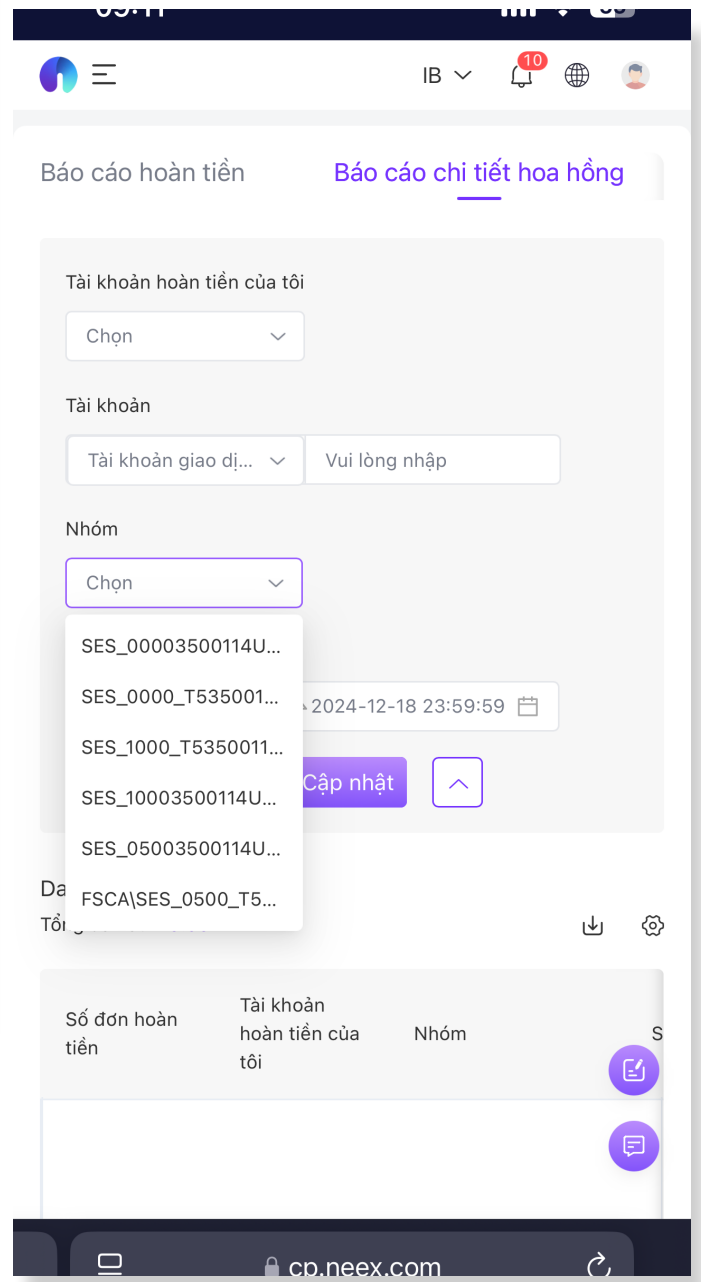 09:11
IB
10
Báo cáo hoàn tiền
Báo cáo chi tiết hoa hồng
Tài khoản hoàn tiền của tôi
Chọn
Tài khoản
Tài khoản giao dị...
Vui lòng nhập
Nhóm
Chọn
SES_00003500114U...
SES_0000_T535001...
SES_1000_T5350011...
SES_10003500114U...
SES_05003500114U...
FSCA\SES_0500_T5...
2024-12-18 23:59:59
Cập nhật
Da
Số đơn hoàn
tiền
Tài khoản
hoàn tiền của
tôi
Nhóm
S
cp.neex.com